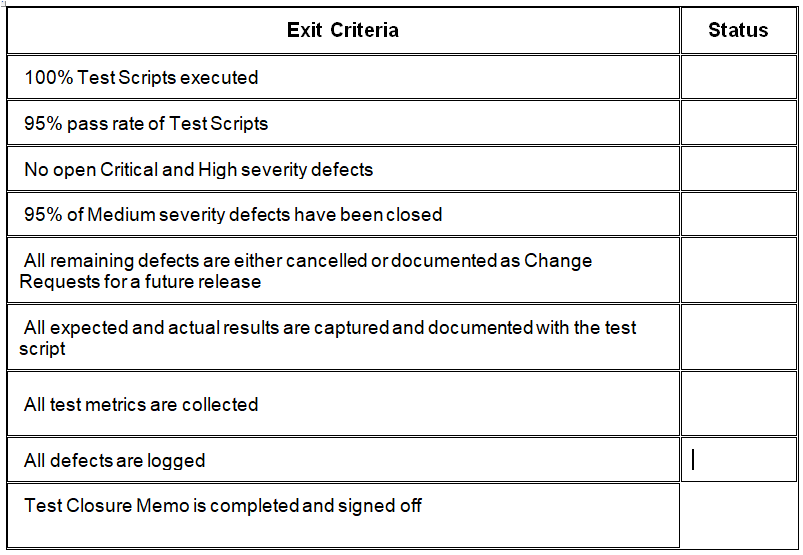 Exit Criteria Status
100% Test Scripts executed
95% pass rate of Test Scripts
No open Critical and High severity defects
95% of Medium severity defects have been closed
All remaining defects are either cancelled or documented as Change
Requests for a future release
All expected and actual results are captured and documented with the test
script
All test metrics are collected
All defects are logged
Test Closure Memo is completed and signed off